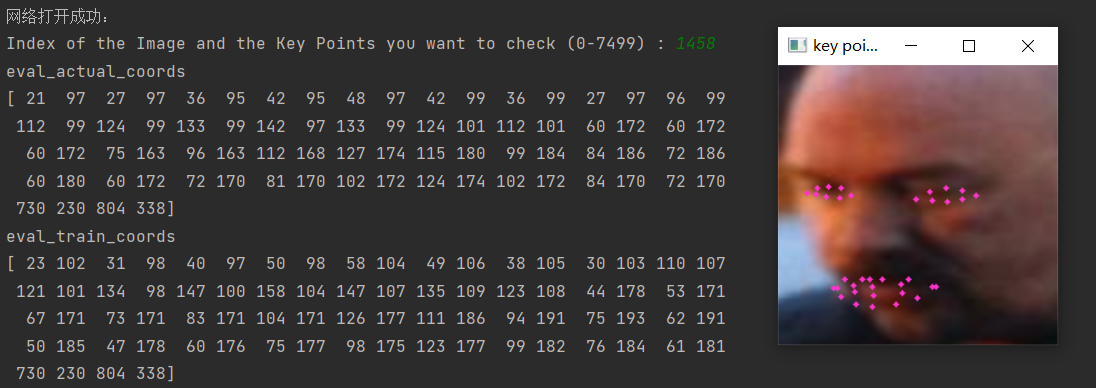 网络打开成功:
Index of the Image and the Key Points you want to check (0-7499) : 1458
eval_actual_coords
[ 21 97 27 97 36 95 42 95 48 97 42 99 36 99 27 97 96 99
112 99 124 99 133 99 142 97 133 99 124 101 112 101 60 172 60 172
60 172 75 163 96 163 112 168 127 174 115 180 99 184 84 186 72 186
60 180 60 172 72 170 81 170 102 172 124 174 102 172 84 170 72 170
730 230 804 338]
eval_train_coords
[ 23 102 31 98 40 97 50 98 58 104 49 106 38 105 30 103 110 107
121 101 134 98 147 100 158 104 147 107 135 109 123 108 44 178 53 171
67 171 73 171 83 171 104 171 126 177 111 186 94 191 75 193 62 191
50 185 47 178 60 176 75 177 98 175 123 177 99 182 76 184 61 181
730 230 804 338]
key poi...